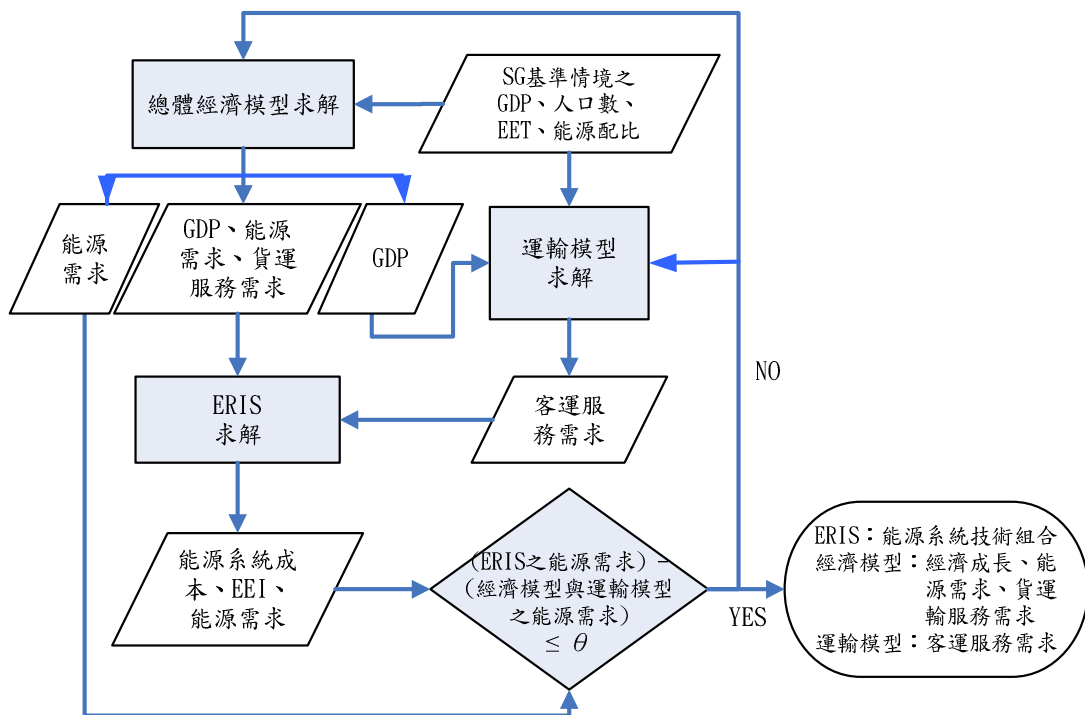 SG基準情境之
GDP、人口數、
EET、能源配比
總體經濟模型求解
能源
需求
GDP、能源
需求、貨運
服務需求
GDP
運輸模型
求解
NO
ERIS
求解
客運服
務需求
能源系統成
本、EEI、
能源需求
(ERIS之能源需求)－
(經濟模型與運輸模型
之能源需求)
≤ θ
YES
ERIS：能源系統技術組合
經濟模型：經濟成長、能
源需求、貨運
輸服務需求
運輸模型：客運服務需求